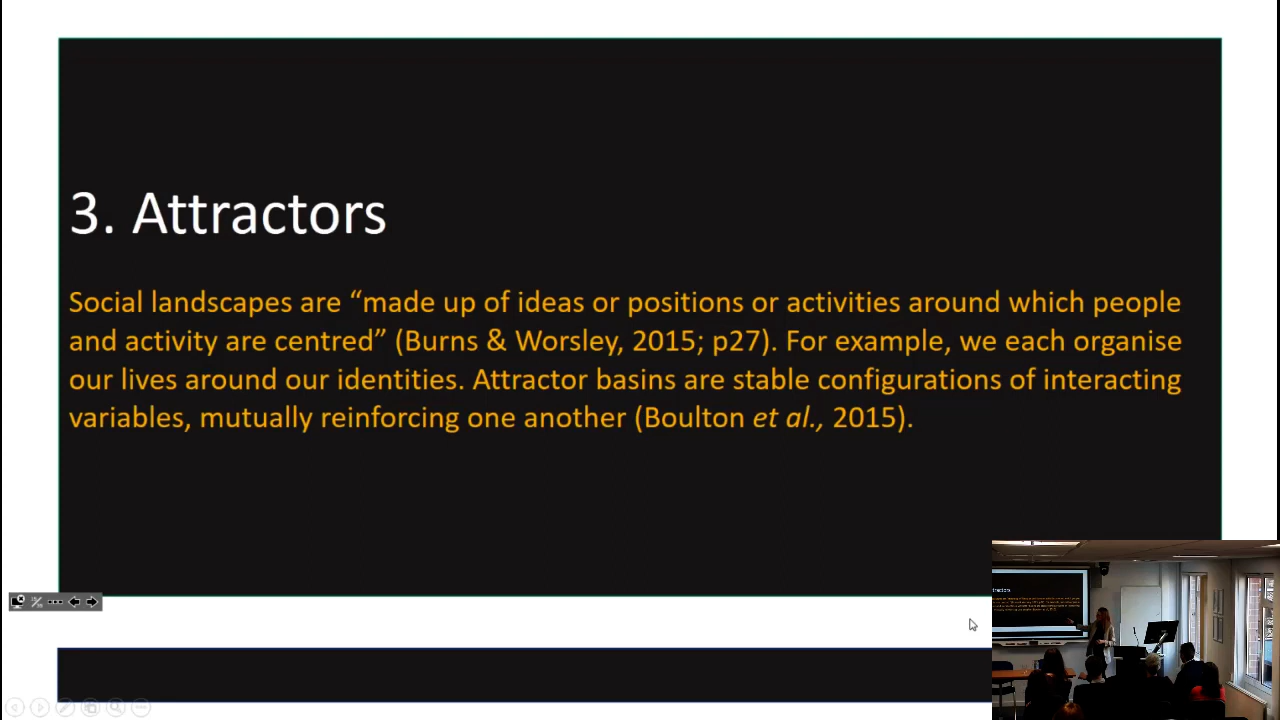 3. Attractors
Social landscapes are “made up of ideas or positions or activities around which people
and activity are centred” (Burns & Worsley, 2015; p27). For example, we each organise
our lives around our identities. Attractor basins are stable configurations of interacting
variables, mutually reinforcing one another (Boulton et al., 2015).